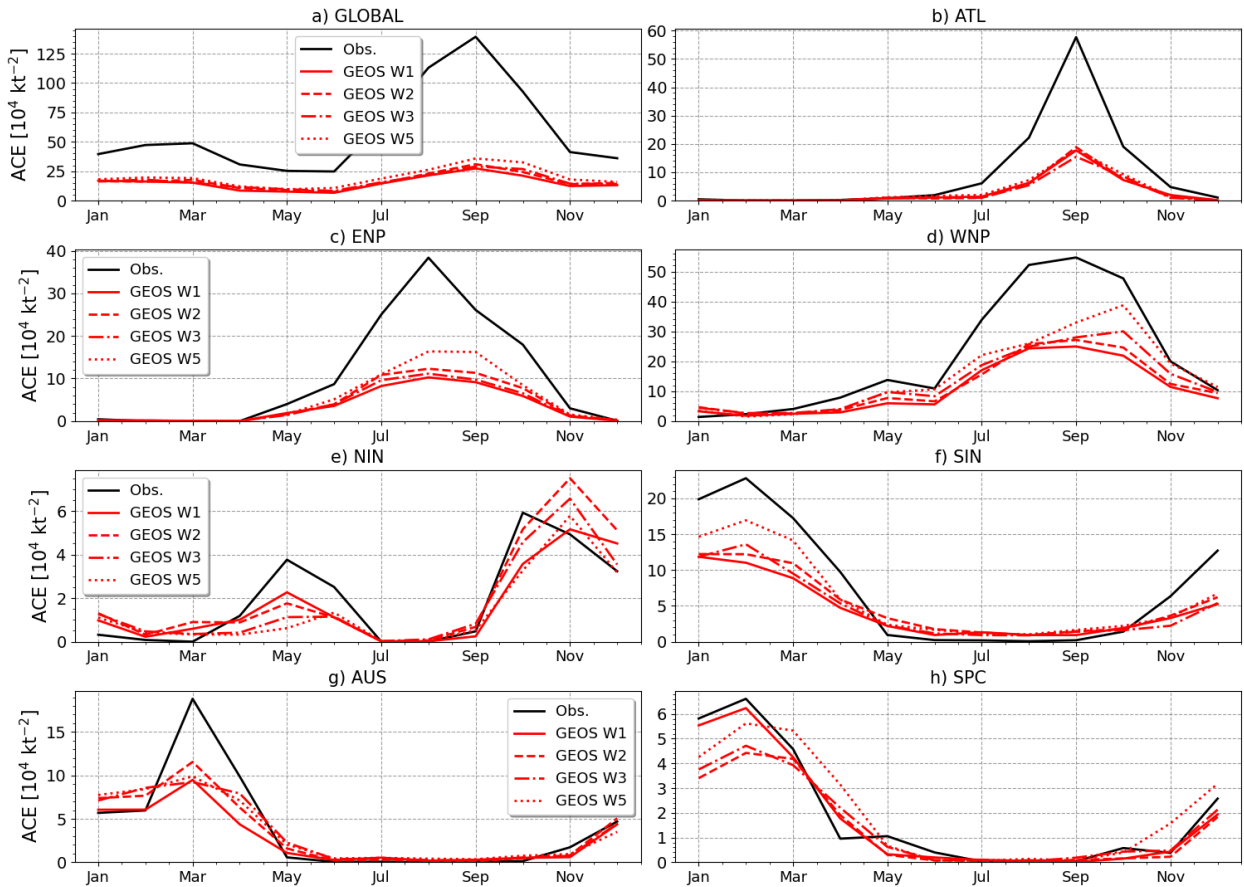 a) GLOBAL
ACE [10⁴ kt⁻²]
125
100
75
50
25
0
Obs.
GEOS W1
GEOS W2
GEOS W3
GEOS W5
Jan Mar May Jul Sep Nov
b) ATL
60
50
40
30
20
10
0
Jan Mar May Jul Sep Nov
c) ENP
ACE [10⁴ kt⁻²]
40
30
20
10
0
Obs.
GEOS W1
GEOS W2
GEOS W3
GEOS W5
Jan Mar May Jul Sep Nov
d) WNP
50
40
30
20
10
0
Jan Mar May Jul Sep Nov
e) NIN
ACE [10⁴ kt⁻²]
6
4
2
0
Obs.
GEOS W1
GEOS W2
GEOS W3
GEOS W5
Jan Mar May Jul Sep Nov
f) SIN
20
15
10
5
0
Jan Mar May Jul Sep Nov
g) AUS
ACE [10⁴ kt⁻²]
15
10
5
0
Obs.
GEOS W1
GEOS W2
GEOS W3
GEOS W5
Jan Mar May Jul Sep Nov
h) SPC
6
5
4
3
2
1
0
Jan Mar May Jul Sep Nov